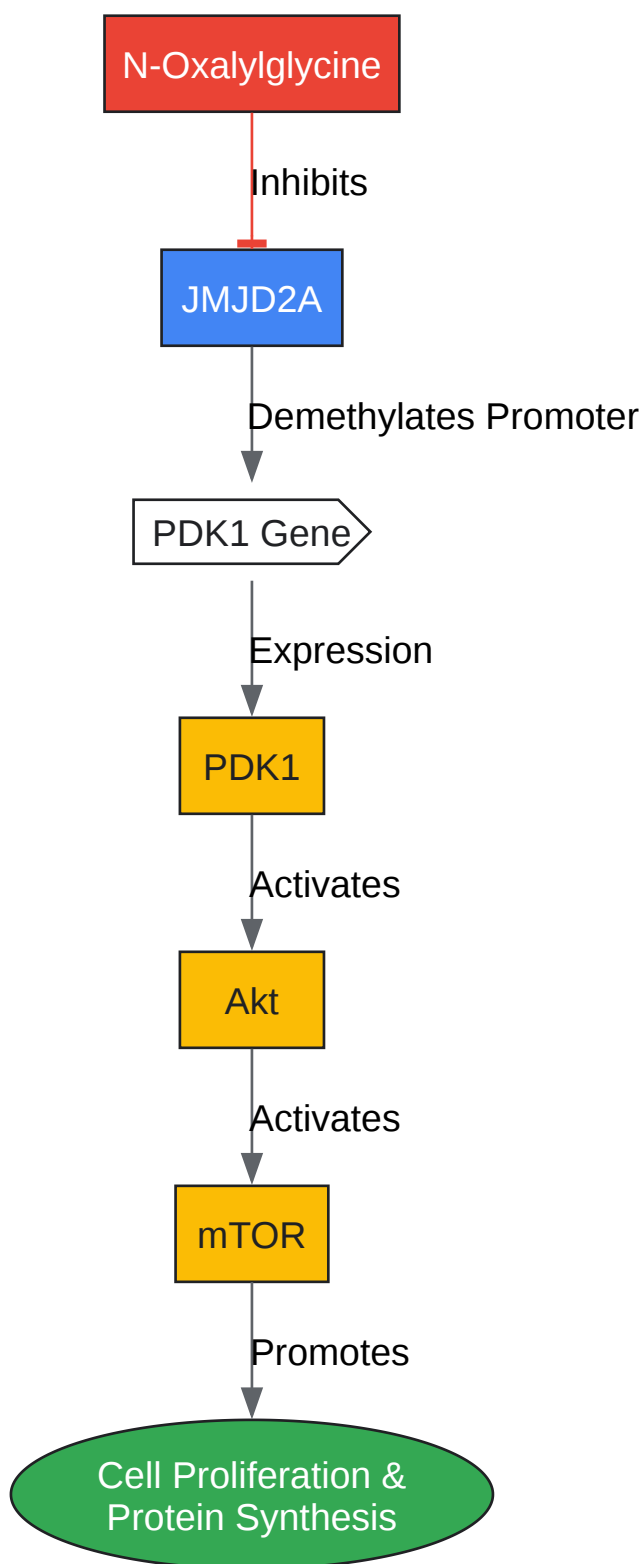 N-Oxalylglycine
Inhibits
JMJD2A
Demethylates Promoter
PDK1 Gene
Expression
PDK1
Activates
Akt
Activates
mTOR
Promotes
Cell Proliferation &
Protein Synthesis